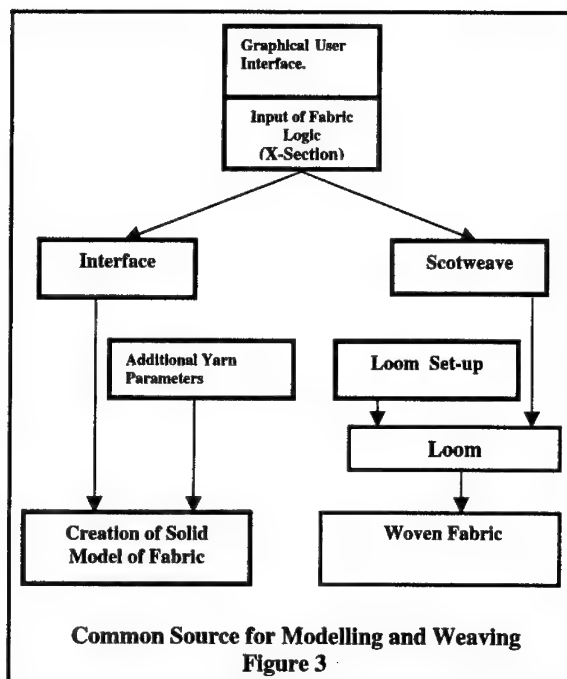 Graphical User
Interface.
Input of Fabric
Logic
(X-Section)
Interface
Scotweave
Additional Yarn
Parameters
Loom Set-up
Loom
Creation of Solid
Model of Fabric
Woven Fabric
Common Source for Modelling and Weaving
Figure 3